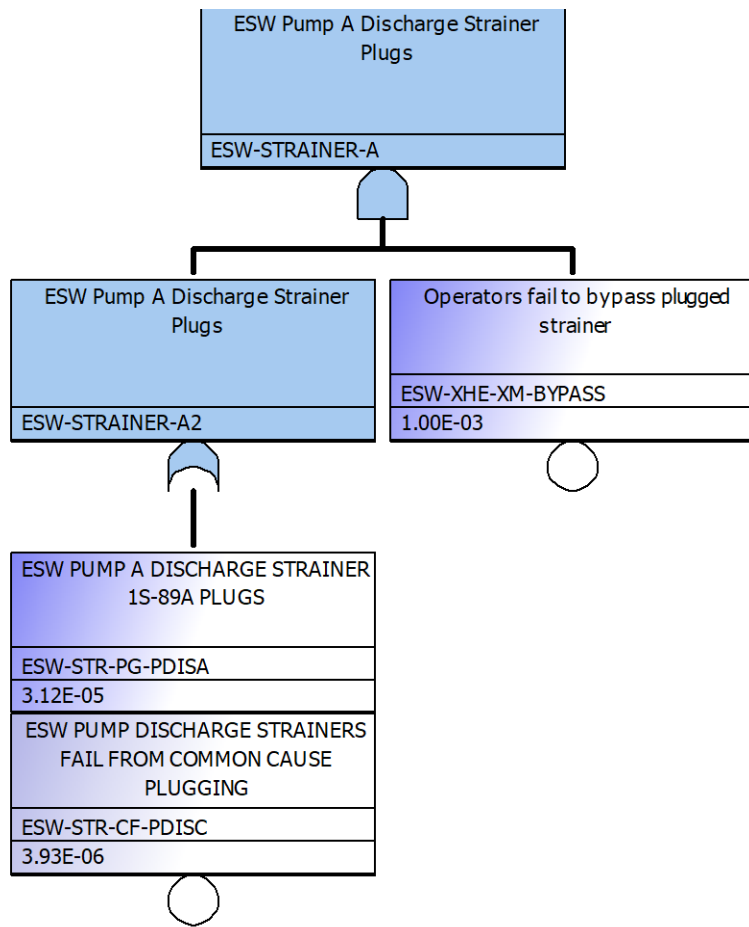 ESW Pump A Discharge Strainer
Plugs
ESW-STRAINER-A
ESW Pump A Discharge Strainer
Plugs
ESW-STRAINER-A2
Operators fail to bypass plugged
strainer
ESW-XHE-XM-BYPASS
1.00E-03
ESW PUMP A DISCHARGE STRAINER
1S-89A PLUGS
ESW-STR-PG-PDISA
3.12E-05
ESW PUMP DISCHARGE STRAINERS
FAIL FROM COMMON CAUSE
PLUGGING
ESW-STR-CF-PDISC
3.93E-06